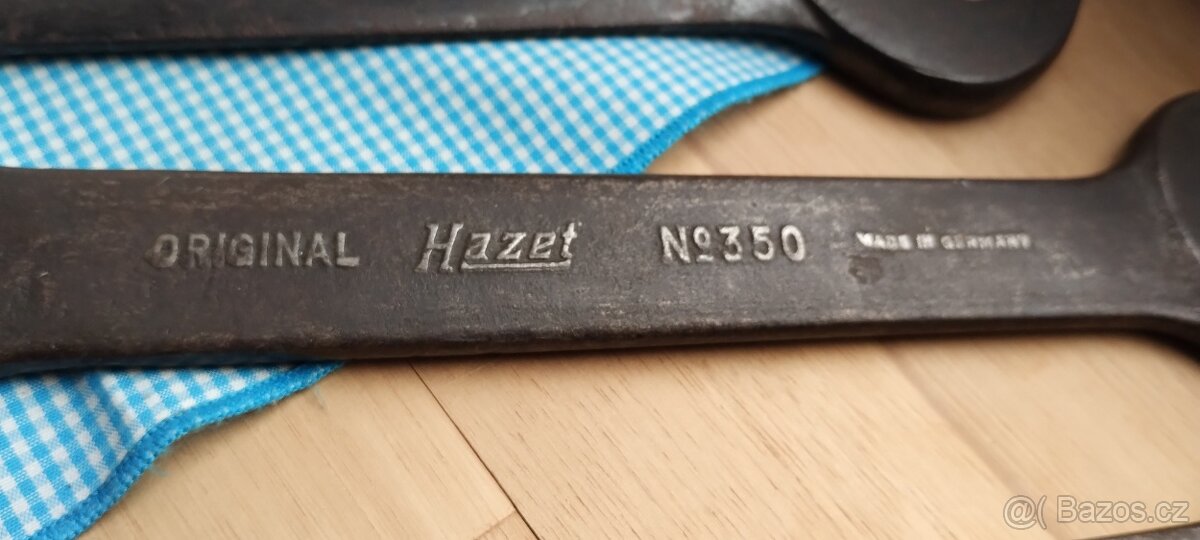 ORIGINAL Hazet Nº350 MADE IN GERMANY
@( Bazos.cz